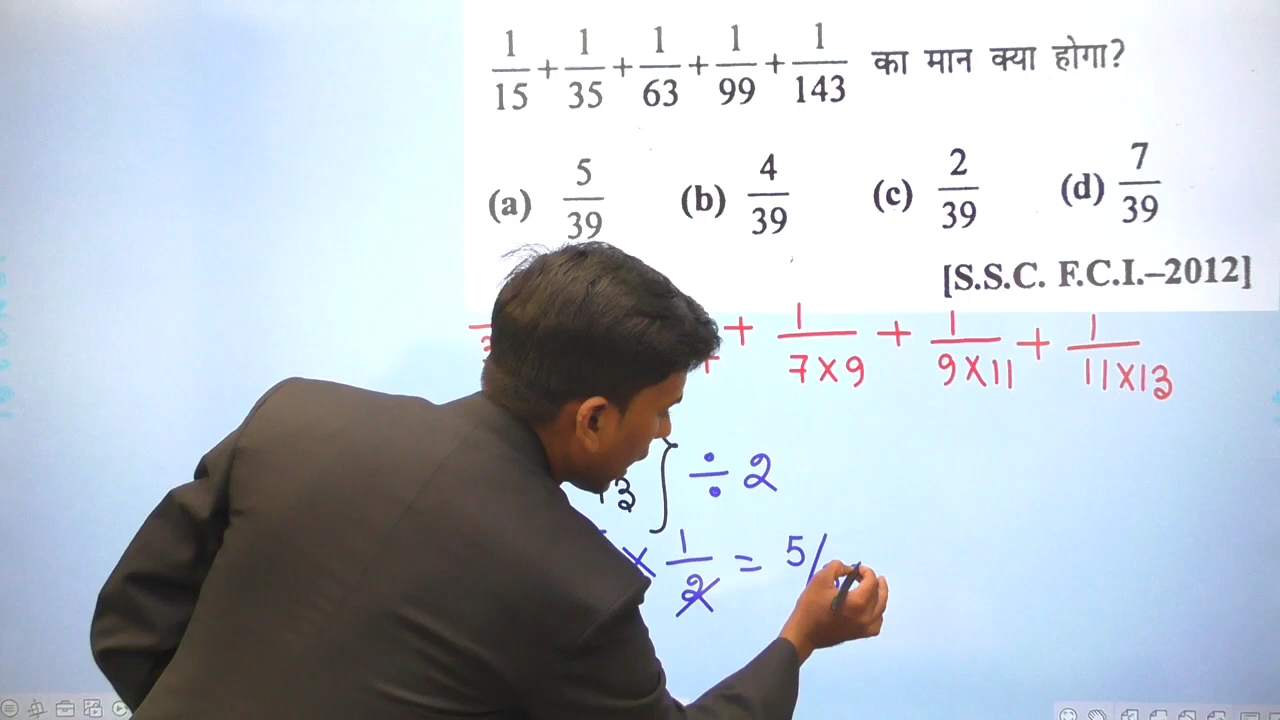 1/15 + 1/35 + 1/63 + 1/99 + 1/143 का मान क्या होगा?
(a) 5/39 (b) 4/39 (c) 2/39 (d) 7/39
[S.S.C. F.C.I.–2012]
+ 1/7×9 + 1/9×11 + 1/11×13
3] ÷ 2
× 1/2 = 5/